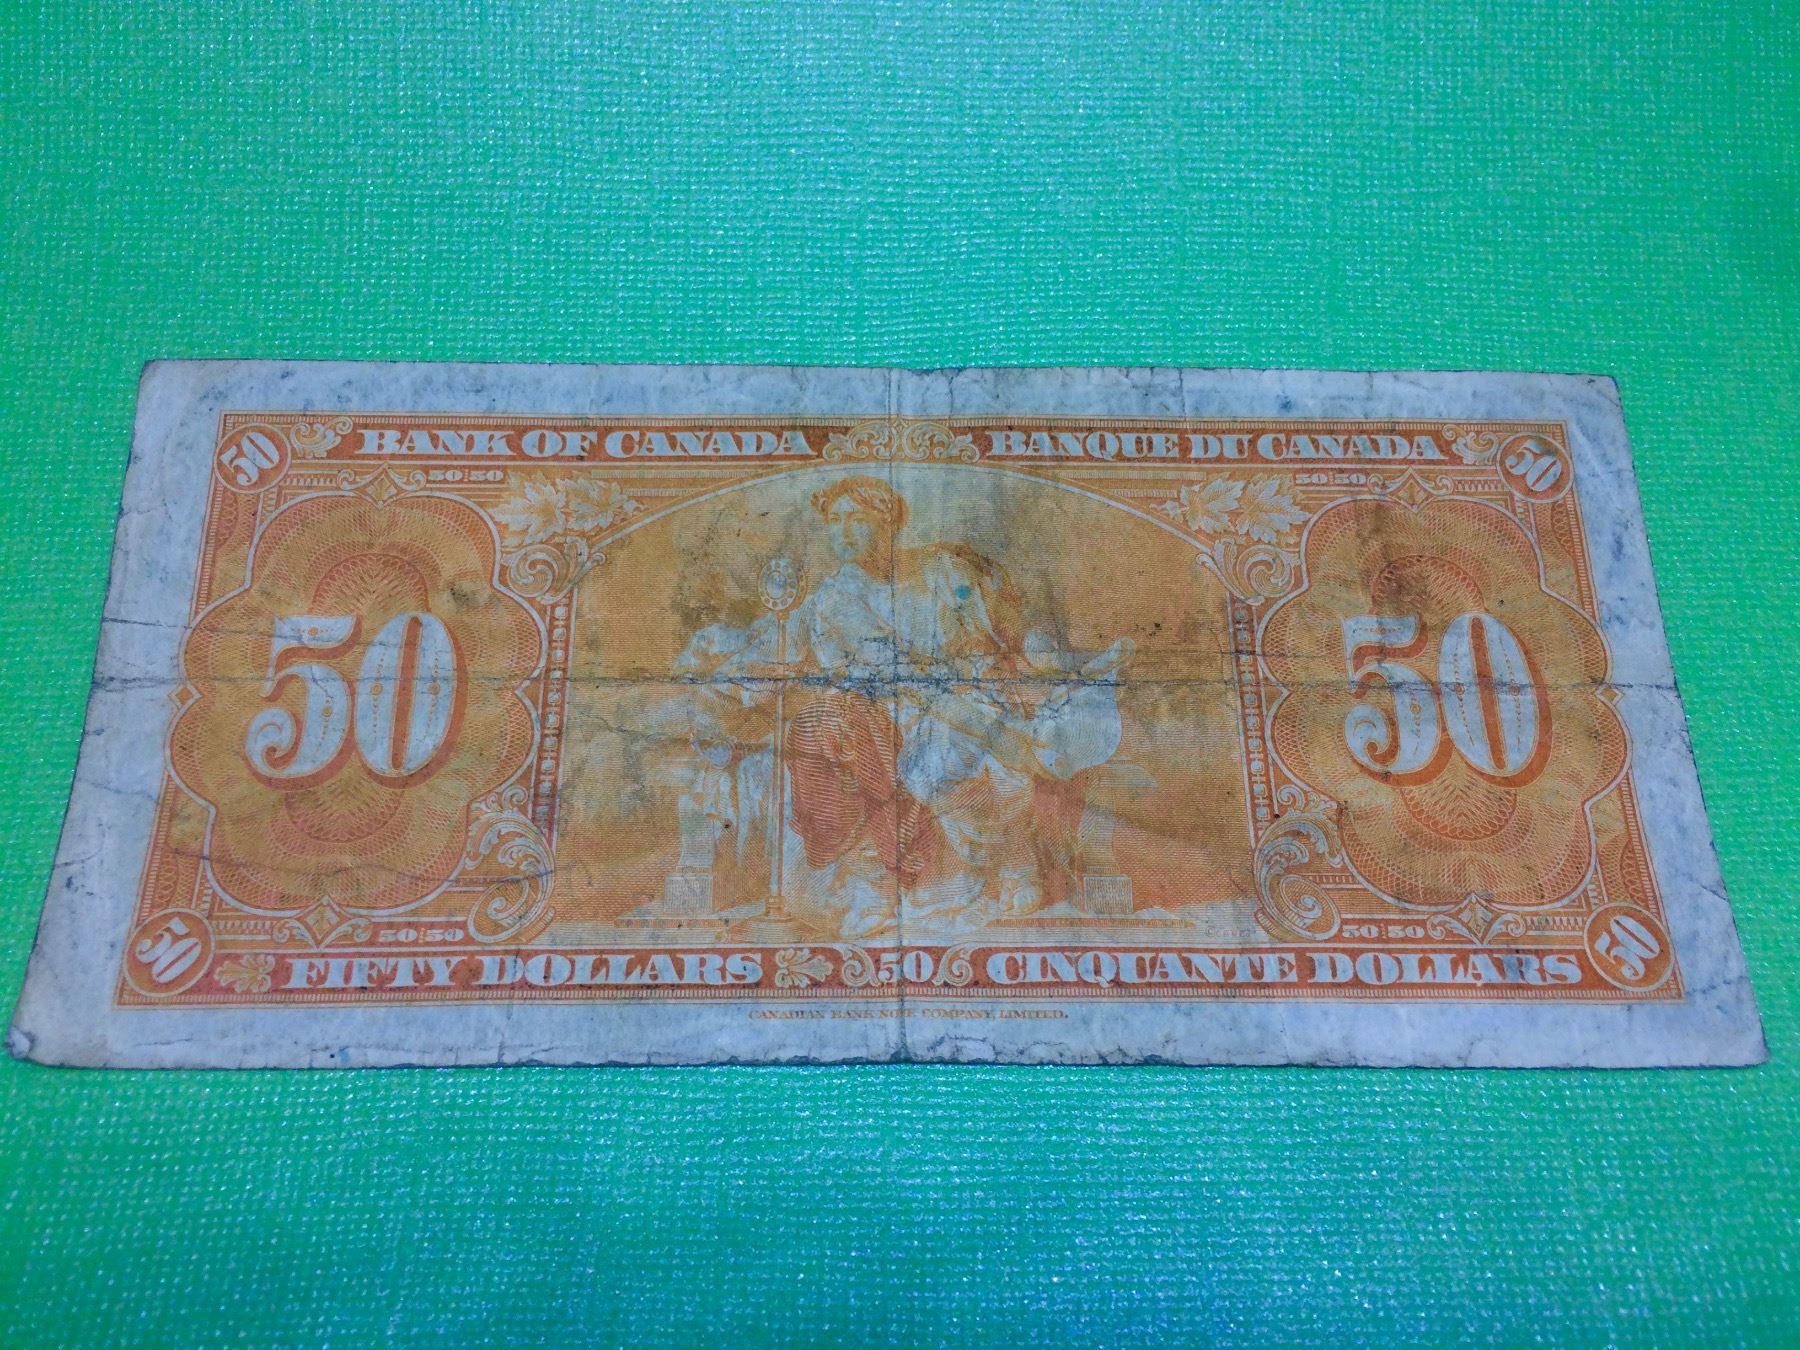 50 BANK OF CANADA BANQUE DU CANADA 50
50:50 50:50
50 50
50:50 50:50
50 FIFTY DOLLARS 50 CINQUANTE DOLLARS 50
CANADIAN BANK NOTE COMPANY, LIMITED.